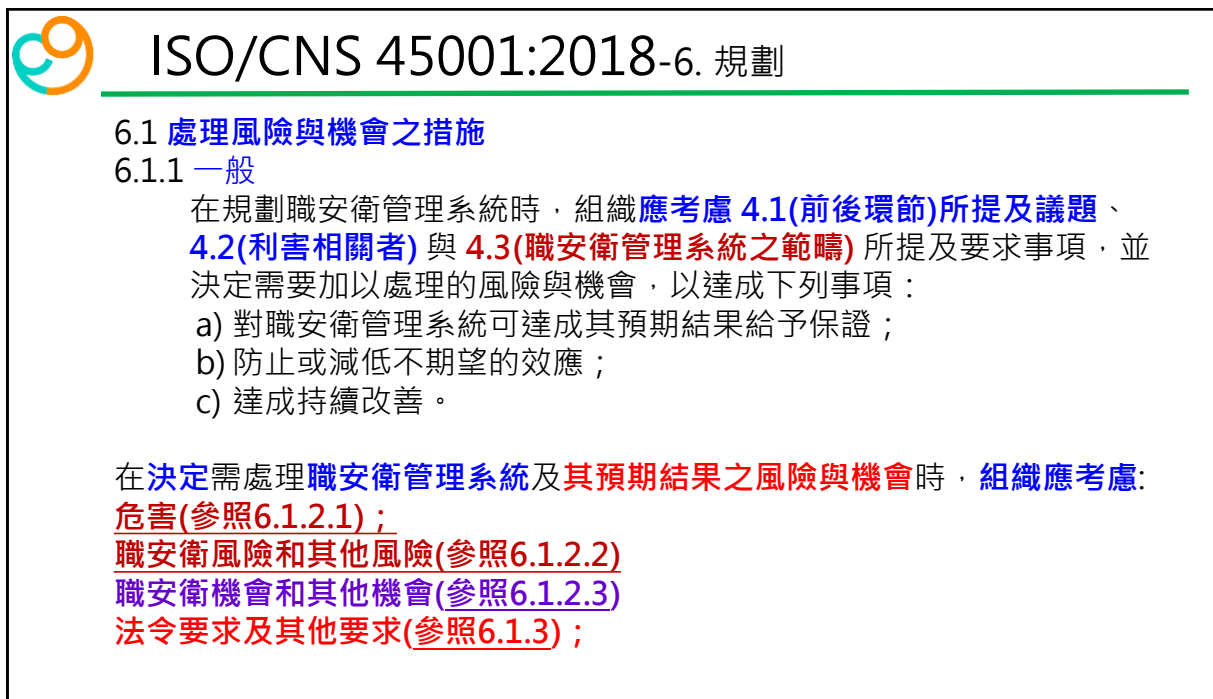 ISO/CNS 45001:2018-6. 規劃
6.1 處理風險與機會之措施
6.1.1 一般
在規劃職安衛管理系統時，組織應考慮 4.1(前後環節)所提及議題、
4.2(利害相關者) 與 4.3(職安衛管理系統之範疇) 所提及要求事項，並
決定需要加以處理的風險與機會，以達成下列事項：
a) 對職安衛管理系統可達成其預期結果給予保證；
b) 防止或減低不期望的效應；
c) 達成持續改善。
在決定需處理職安衛管理系統及其預期結果之風險與機會時，組織應考慮:
危害(參照6.1.2.1)；
職安衛風險和其他風險(參照6.1.2.2)
職安衛機會和其他機會(參照6.1.2.3)
法令要求及其他要求(參照6.1.3)；